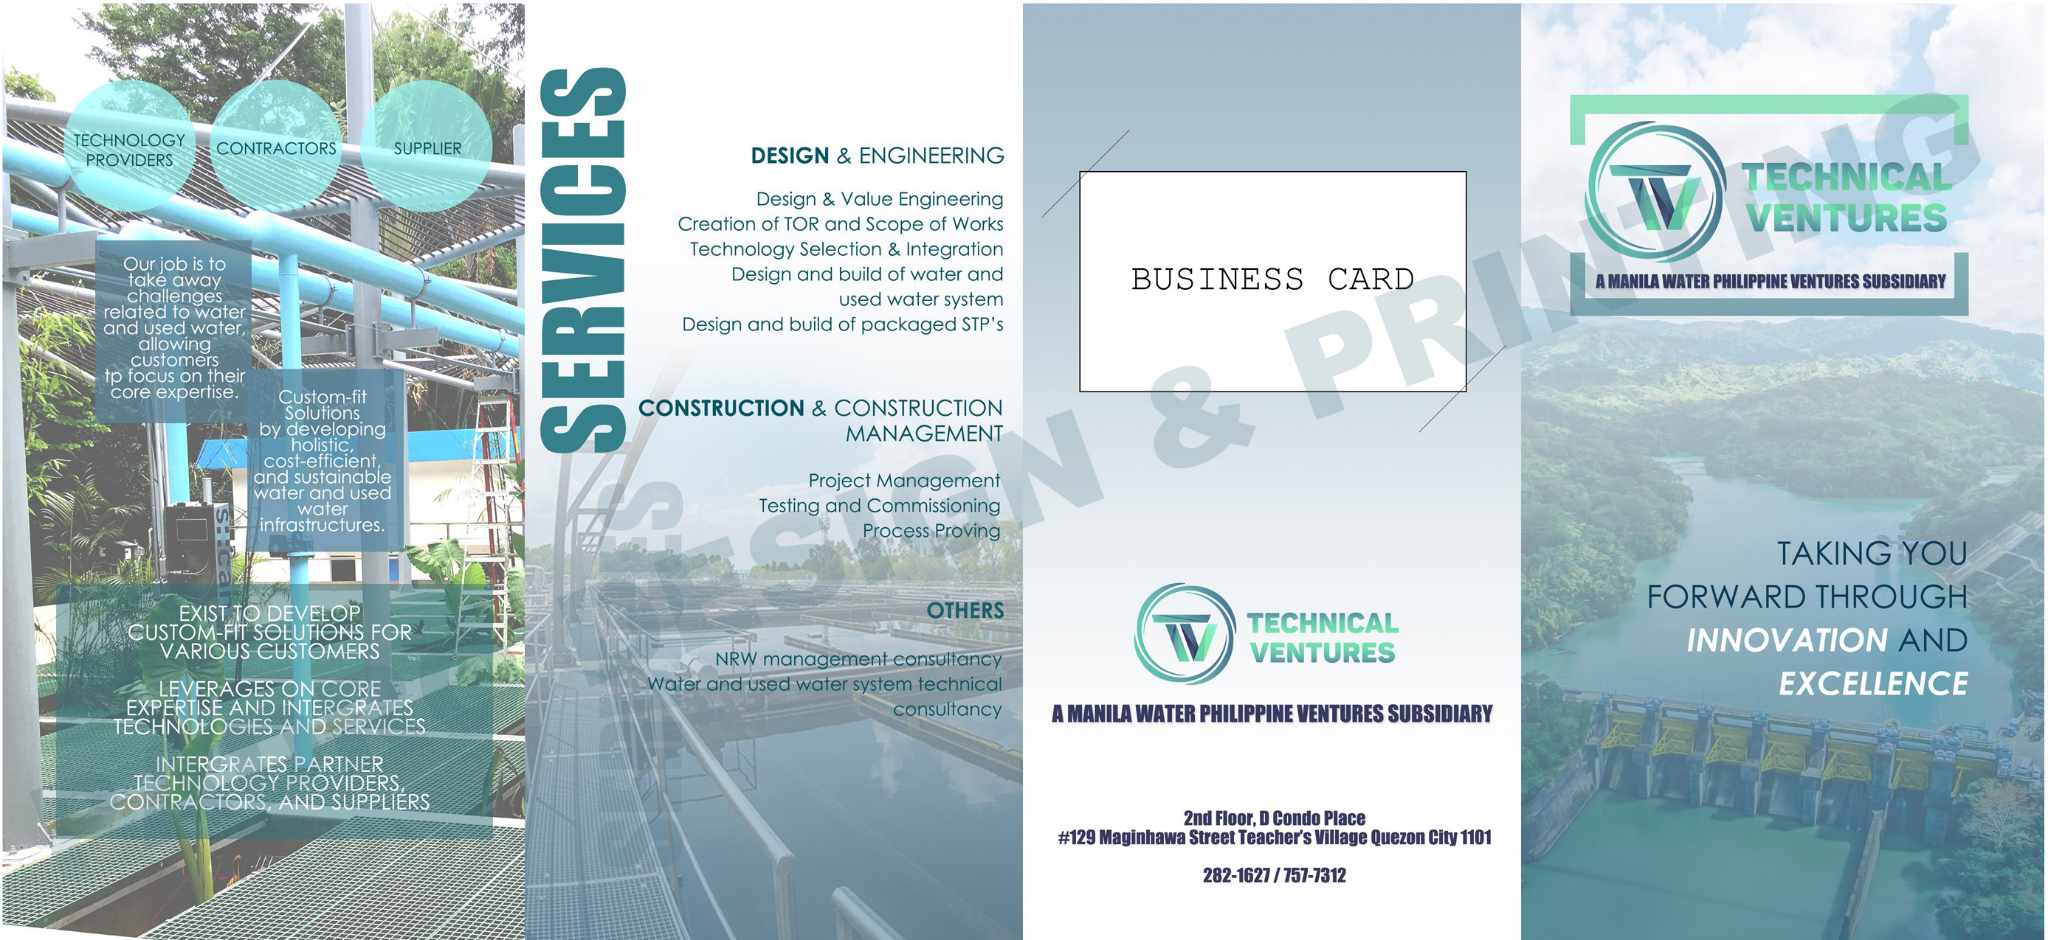 TECHNOLOGY
PROVIDERS
CONTRACTORS
SUPPLIER
Our job is to
take away
challenges
related to water
and used water,
allowing
customers
tp focus on their
core expertise.
Custom-fit
Solutions
by developing
holistic,
cost-efficient,
and sustainable
water and used
water
infrastructures.
EXIST TO DEVELOP
CUSTOM-FIT SOLUTIONS FOR
VARIOUS CUSTOMERS
LEVERAGES ON CORE
EXPERTISE AND INTERGRATES
TECHNOLOGIES AND SERVICES
INTERGRATES PARTNER
TECHNOLOGY PROVIDERS,
CONTRACTORS, AND SUPPLIERS
SERVICES
DESIGN & ENGINEERING
Design & Value Engineering
Creation of TOR and Scope of Works
Technology Selection & Integration
Design and build of water and
used water system
Design and build of packaged STP's
CONSTRUCTION & CONSTRUCTION
MANAGEMENT
Project Management
Testing and Commissioning
Process Proving
OTHERS
NRW management consultancy
Water and used water system technical
consultancy
BUSINESS CARD
TV
TECHNICAL
VENTURES
A MANILA WATER PHILIPPINE VENTURES SUBSIDIARY
2nd Floor, D Condo Place
#129 Maginhawa Street Teacher's Village Quezon City 1101
282-1627 / 757-7312
TV
TECHNICAL
VENTURES
A MANILA WATER PHILIPPINE VENTURES SUBSIDIARY
TAKING YOU
FORWARD THROUGH
INNOVATION AND
EXCELLENCE
DESIGN & PRINTING